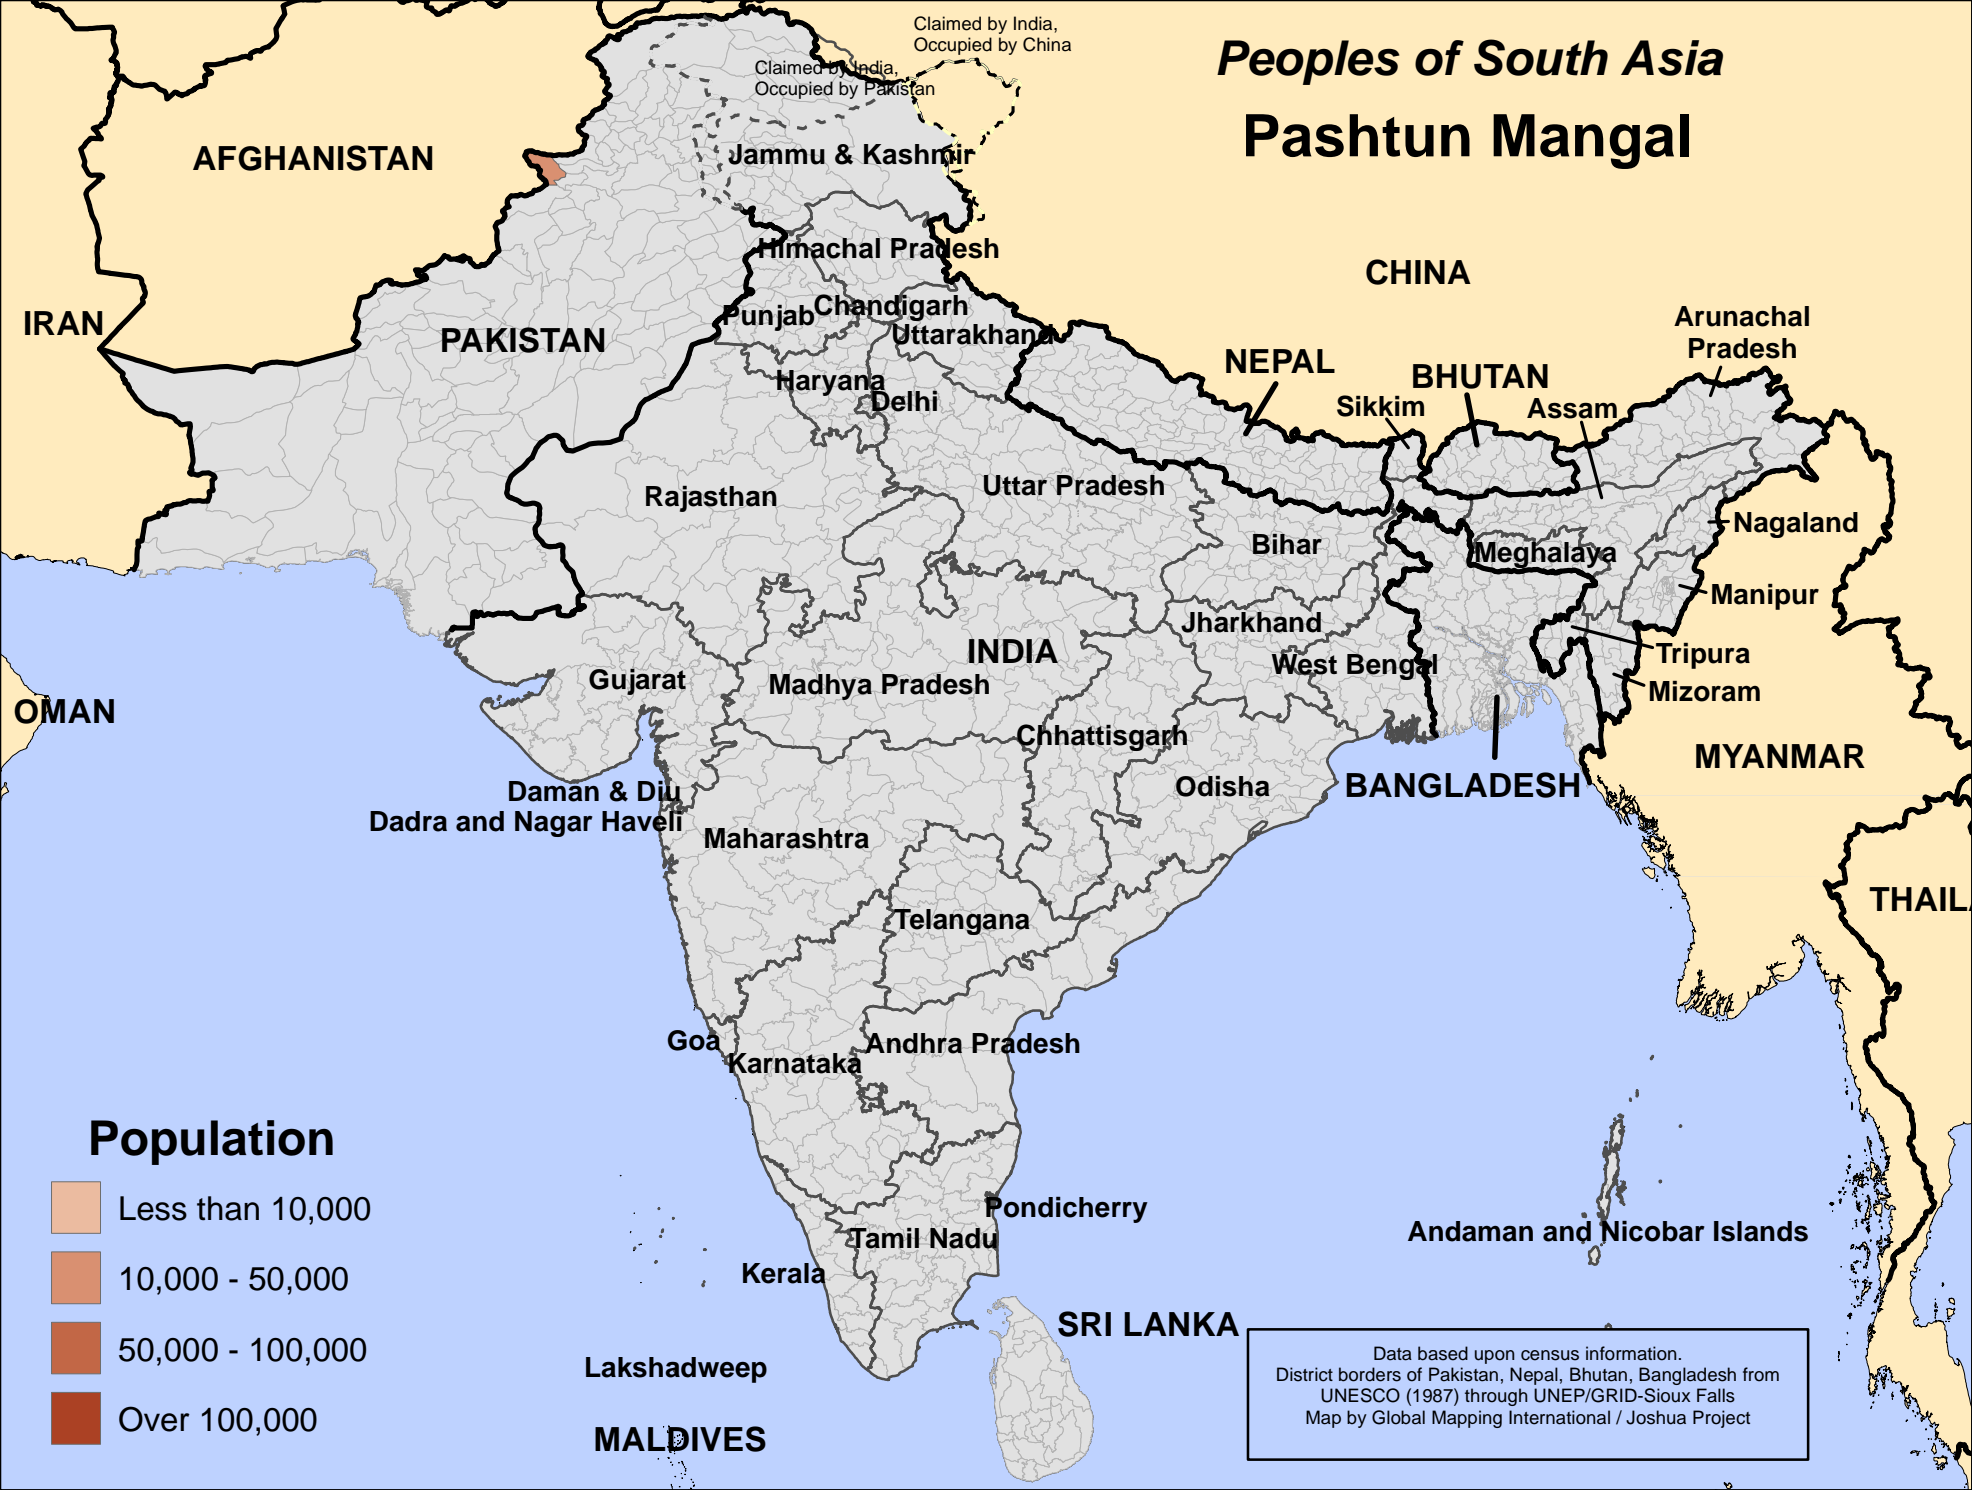 Claimed by India,
Occupied by China
Peoples of South Asia
Claimed by India,
Occupied by Pakistan
Pashtun Mangal
AFGHANISTAN
Jammu & Kashmir
Himachal Pradesh
CHINA
IRAN
PAKISTAN
Punjab
Chandigarh
Uttarakhand
Arunachal
Pradesh
NEPAL
BHUTAN
Haryana
Delhi
Sikkim
Assam
Rajasthan
Uttar Pradesh
Bihar
Meghalaya
Nagaland
Manipur
Jharkhand
INDIA
West Bengal
Tripura
Mizoram
Gujarat
Madhya Pradesh
OMAN
Chhattisgarh
MYANMAR
Odisha
BANGLADESH
Daman & Diu
Dadra and Nagar Haveli
Maharashtra
THAIL
Telangana
Goa
Karnataka
Andhra Pradesh
Pondicherry
Tamil Nadu
Andaman and Nicobar Islands
Kerala
SRI LANKA
Lakshadweep
MALDIVES
Population
Less than 10,000
10,000 - 50,000
50,000 - 100,000
Over 100,000
Data based upon census information.
District borders of Pakistan, Nepal, Bhutan, Bangladesh from
UNESCO (1987) through UNEP/GRID-Sioux Falls
Map by Global Mapping International / Joshua Project